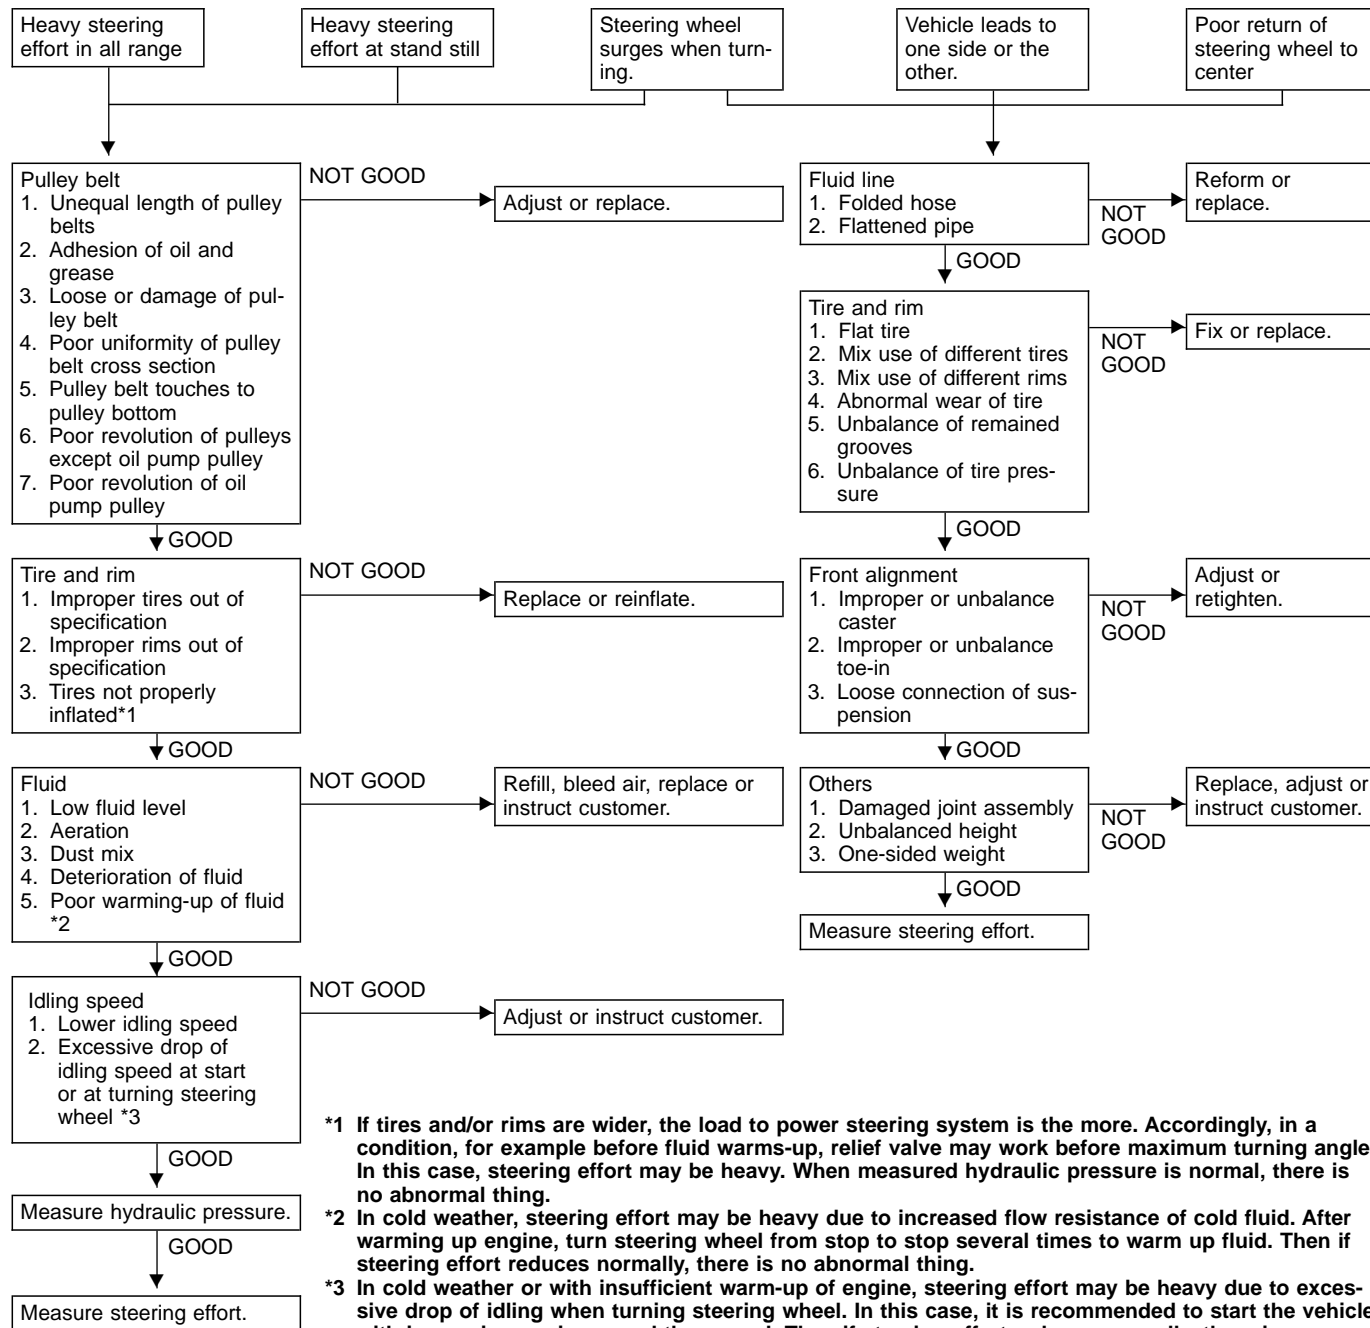 Heavy steering
effort in all range
Heavy steering
effort at stand still
Steering wheel
surges when turn-
ing.
Vehicle leads to
one side or the
other.
Poor return of
steering wheel to
center
Pulley belt
1. Unequal length of pulley
belts
2. Adhesion of oil and
grease
3. Loose or damage of pul-
ley belt
4. Poor uniformity of pulley
belt cross section
5. Pulley belt touches to
pulley bottom
6. Poor revolution of pulleys
except oil pump pulley
7. Poor revolution of oil
pump pulley
NOT GOOD
Adjust or replace.
GOOD
Tire and rim
1. Improper tires out of
specification
2. Improper rims out of
specification
3. Tires not properly
inflated*1
NOT GOOD
Replace or reinflate.
GOOD
Fluid
1. Low fluid level
2. Aeration
3. Dust mix
4. Deterioration of fluid
5. Poor warming-up of fluid
*2
NOT GOOD
Refill, bleed air, replace or
instruct customer.
GOOD
Idling speed
1. Lower idling speed
2. Excessive drop of
idling speed at start
or at turning steering
wheel *3
NOT GOOD
Adjust or instruct customer.
GOOD
Measure hydraulic pressure.
GOOD
Measure steering effort.
Fluid line
1. Folded hose
2. Flattened pipe
NOT
GOOD
Reform or
replace.
GOOD
Tire and rim
1. Flat tire
2. Mix use of different tires
3. Mix use of different rims
4. Abnormal wear of tire
5. Unbalance of remained
grooves
6. Unbalance of tire pres-
sure
NOT
GOOD
Fix or replace.
GOOD
Front alignment
1. Improper or unbalance
caster
2. Improper or unbalance
toe-in
3. Loose connection of sus-
pension
NOT
GOOD
Adjust or
retighten.
GOOD
Others
1. Damaged joint assembly
2. Unbalanced height
3. One-sided weight
NOT
GOOD
Replace, adjust or
instruct customer.
GOOD
Measure steering effort.
*1 If tires and/or rims are wider, the load to power steering system is the more. Accordingly, in a
condition, for example before fluid warms-up, relief valve may work before maximum turning angle
In this case, steering effort may be heavy. When measured hydraulic pressure is normal, there is
no abnormal thing.
*2 In cold weather, steering effort may be heavy due to increased flow resistance of cold fluid. After
warming up engine, turn steering wheel from stop to stop several times to warm up fluid. Then if
steering effort reduces normally, there is no abnormal thing.
*3 In cold weather or with insufficient warm-up of engine, steering effort may be heavy due to exces-
sive drop of idling when turning steering wheel. In this case, it is recommended to start the vehicle